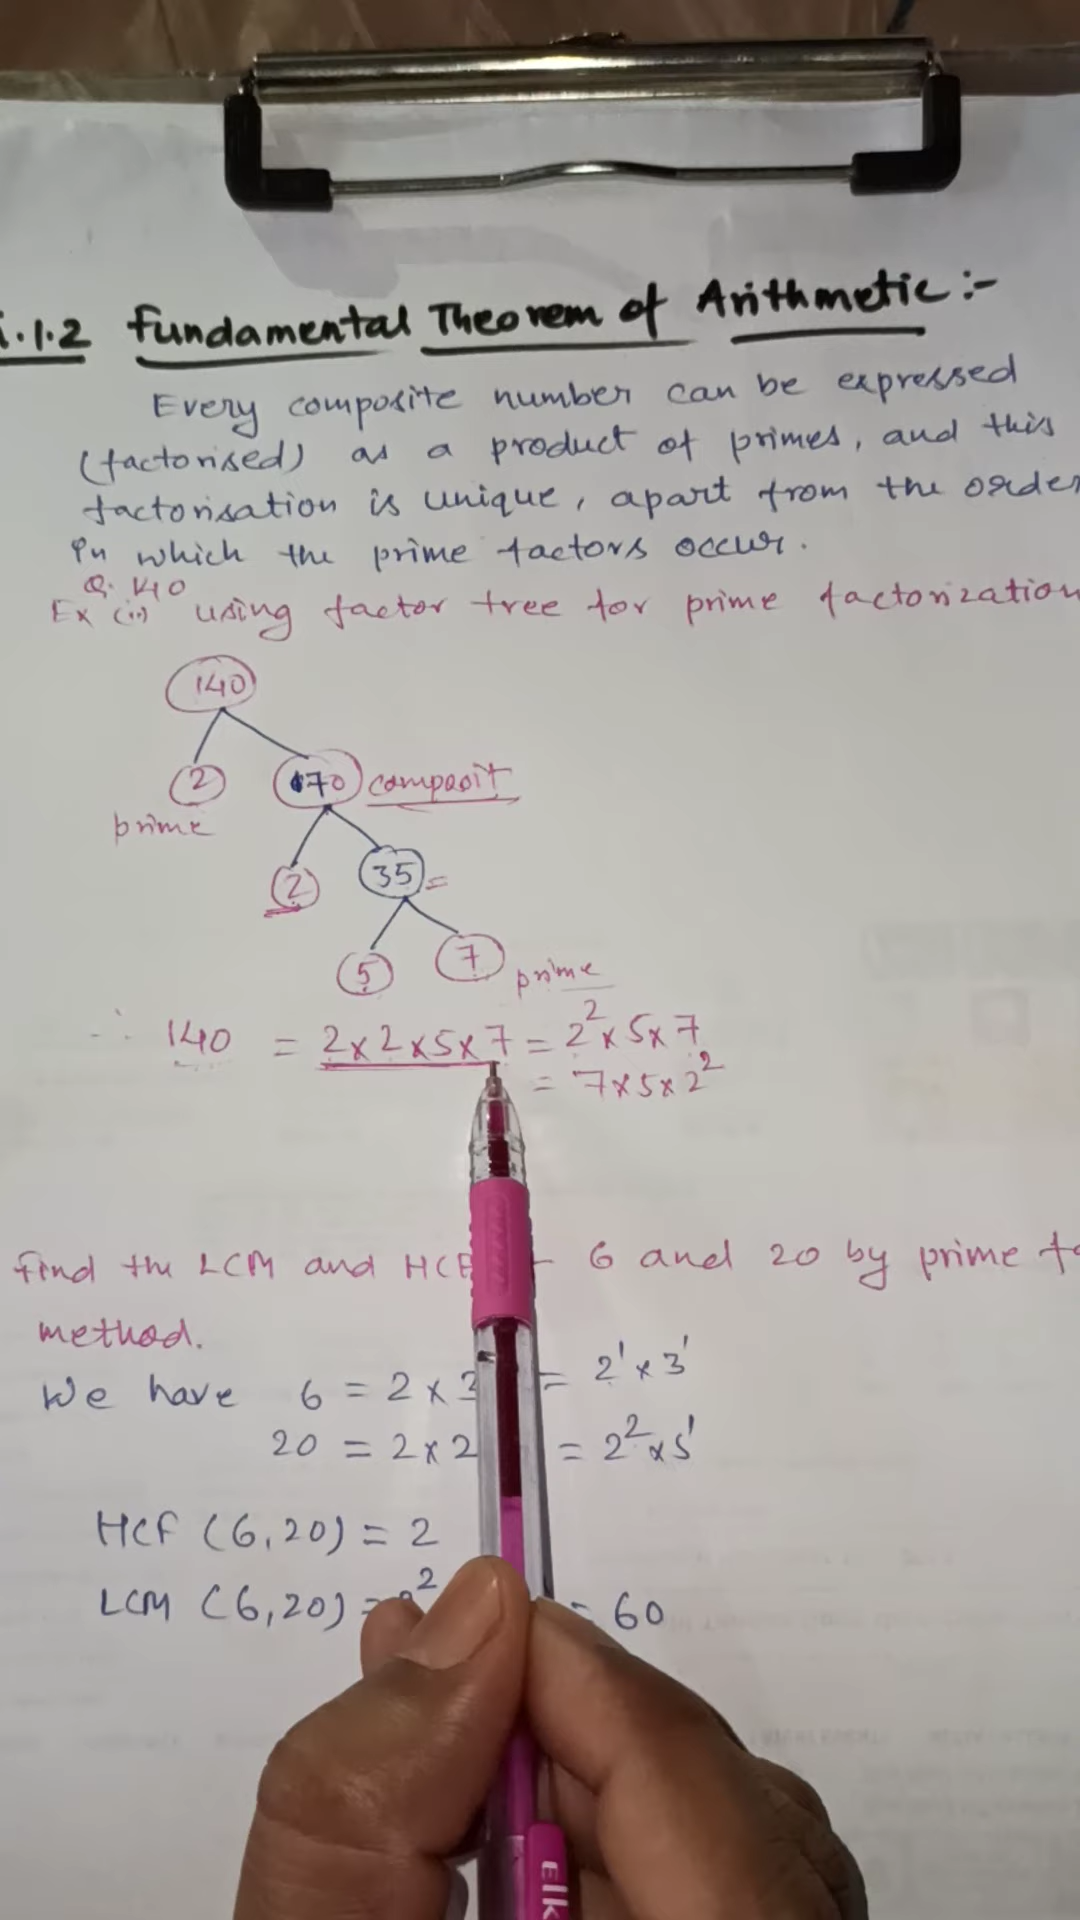 .1.2 Fundamental Theorem of Arithmetic :-
Every composite number can be expressed
(factorised) as a product of primes, and this
factorisation is unique, apart from the order
in which the prime factors occur.
Q. 140
Ex (ii) using factor tree for prime factorization
140
2 70 composit
prime
2 35 =
5 7 prime
∴ 140 = 2×2×5×7 = 2²×5×7
= 7×5×2²
find the LCM and HCF 6 and 20 by prime fa
method.
We have 6 = 2 × 3 = 2¹ × 3¹
20 = 2 × 2 = 2² × 5¹
HCF (6,20) = 2
LCM (6,20) = 2² = 60
Elk